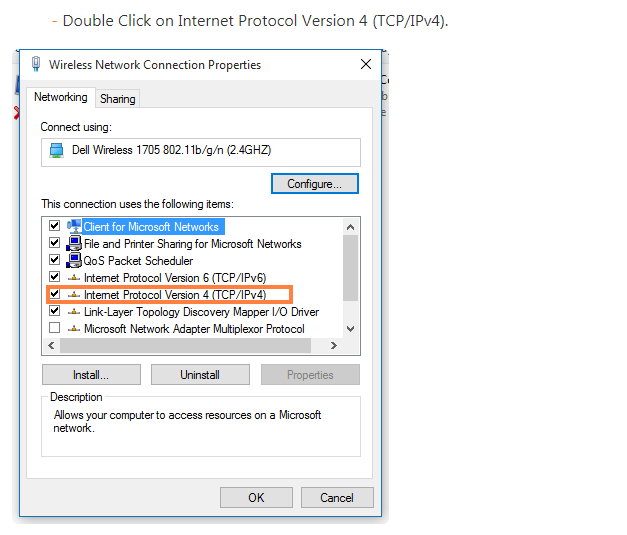 - Double Click on Internet Protocol Version 4 (TCP/IPv4).
Wireless Network Connection Properties
Networking
Sharing
Connect using:
Dell Wireless 1705 802.11b/g/n (2.4GHZ)
Configure...
This connection uses the following items:
Client for Microsoft Networks
File and Printer Sharing for Microsoft Networks
QoS Packet Scheduler
Internet Protocol Version 6 (TCP/IPv6)
Internet Protocol Version 4 (TCP/IPv4)
Link-Layer Topology Discovery Mapper I/O Driver
Microsoft Network Adapter Multiplexor Protocol
Install...
Uninstall
Properties
Description
Allows your computer to access resources on a Microsoft
network.
OK
Cancel